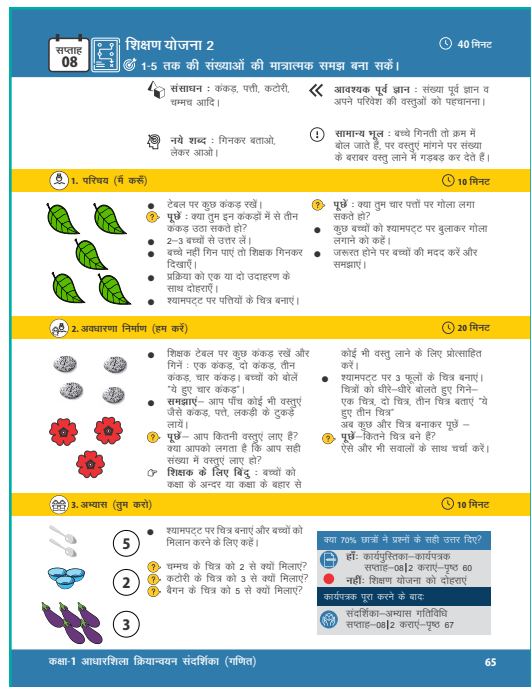 सप्ताह
08
शिक्षण योजना 2
40 मिनट
1-5 तक की संख्याओं की मात्रात्मक समझ बना सकें।
संसाधन : कंकड़, पत्ती, कटोरी,
चम्मच आदि।
नये शब्द : गिनकर बताओ,
लेकर आओ।
आवश्यक पूर्व ज्ञान : संख्या पूर्व ज्ञान व
अपने परिवेश की वस्तुओं को पहचानना।
सामान्य भूल : बच्चे गिनती तो क्रम में
बोल जाते हैं, पर वस्तुएं मांगने पर संख्या
के बराबर वस्तु लाने में गड़बड़ कर देते हैं।
1. परिचय (मैं करूँ)
10 मिनट
टेबल पर कुछ कंकड़ रखें।
पूछें : क्या तुम इन कंकड़ों में से तीन
कंकड़ उठा सकते हो?
2–3 बच्चों से उत्तर लें।
बच्चे नहीं गिन पाएं तो शिक्षक गिनकर
दिखाएँ।
प्रक्रिया को एक या दो उदाहरण के
साथ दोहराएँ।
श्यामपट्ट पर पत्तियों के चित्र बनाएं।
पूछें : क्या तुम चार पत्तों पर गोला लगा
सकते हो?
कुछ बच्चों को श्यामपट्ट पर बुलाकर गोला
लगाने को कहें।
जरूरत होने पर बच्चों की मदद करें और
समझाएं।
2. अवधारणा निर्माण (हम करें)
20 मिनट
शिक्षक टेबल पर कुछ कंकड़ रखें और
गिनें : एक कंकड़, दो कंकड़, तीन
कंकड़, चार कंकड़। बच्चों को बोलें
"ये हुए चार कंकड़"।
समझाएं– आप पाँच कोई भी वस्तुएं
जैसे कंकड़, पत्ते, लकड़ी के टुकड़े
लायें।
पूछें– आप कितनी वस्तुएं लाए हैं?
क्या आपको लगता है कि आप सही
संख्या में वस्तुएं लाए हो?
शिक्षक के लिए बिंदु : बच्चों को
कक्षा के अन्दर या कक्षा के बाहर से
कोई भी वस्तु लाने के लिए प्रोत्साहित
करें।
श्यामपट्ट पर 3 फूलों के चित्र बनाएं।
चित्रों को धीरे–धीरे बोलते हुए गिने–
एक चित्र, दो चित्र, तीन चित्र बताएं "ये
हुए तीन चित्र"
अब कुछ और चित्र बनाकर पूछें –
पूछें–कितने चित्र बने हैं?
ऐसे और भी सवालों के साथ चर्चा करें।
3. अभ्यास (तुम करो)
10 मिनट
5
2
3
श्यामपट्ट पर चित्र बनाएं और बच्चों को
मिलान करने के लिए कहें।
चम्मच के चित्र को 2 से क्यों मिलाएं?
कटोरी के चित्र को 3 से क्यों मिलाएं?
बैगन के चित्र को 5 से क्यों मिलाएं?
क्या 70% छात्रों ने प्रश्नों के सही उत्तर दिए?
हाँ: कार्यपुस्तिका–कार्यपत्रक
सप्ताह–08|2 कराएं–पृष्ठ 60
नहीं: शिक्षण योजना को दोहराएं
कार्यपत्रक पूरा करने के बाद:
संदर्शिका–अभ्यास गतिविधि
सप्ताह–08|2 कराएं–पृष्ठ 67
कक्षा-1 आधारशिला क्रियान्वयन संदर्शिका (गणित)
65